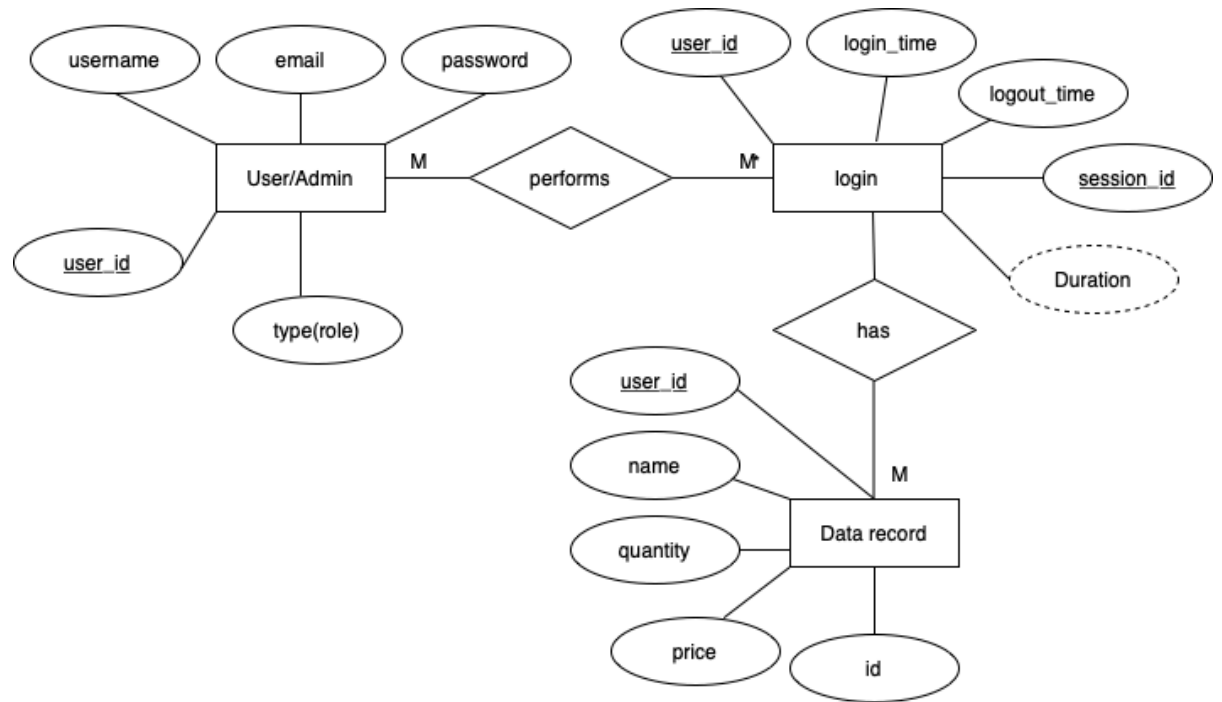 username
email
password
user_id
login_time
logout_time
User/Admin
M
performs
M*
login
session_id
user_id
type(role)
Duration
has
user_id
name
M
quantity
Data record
price
id